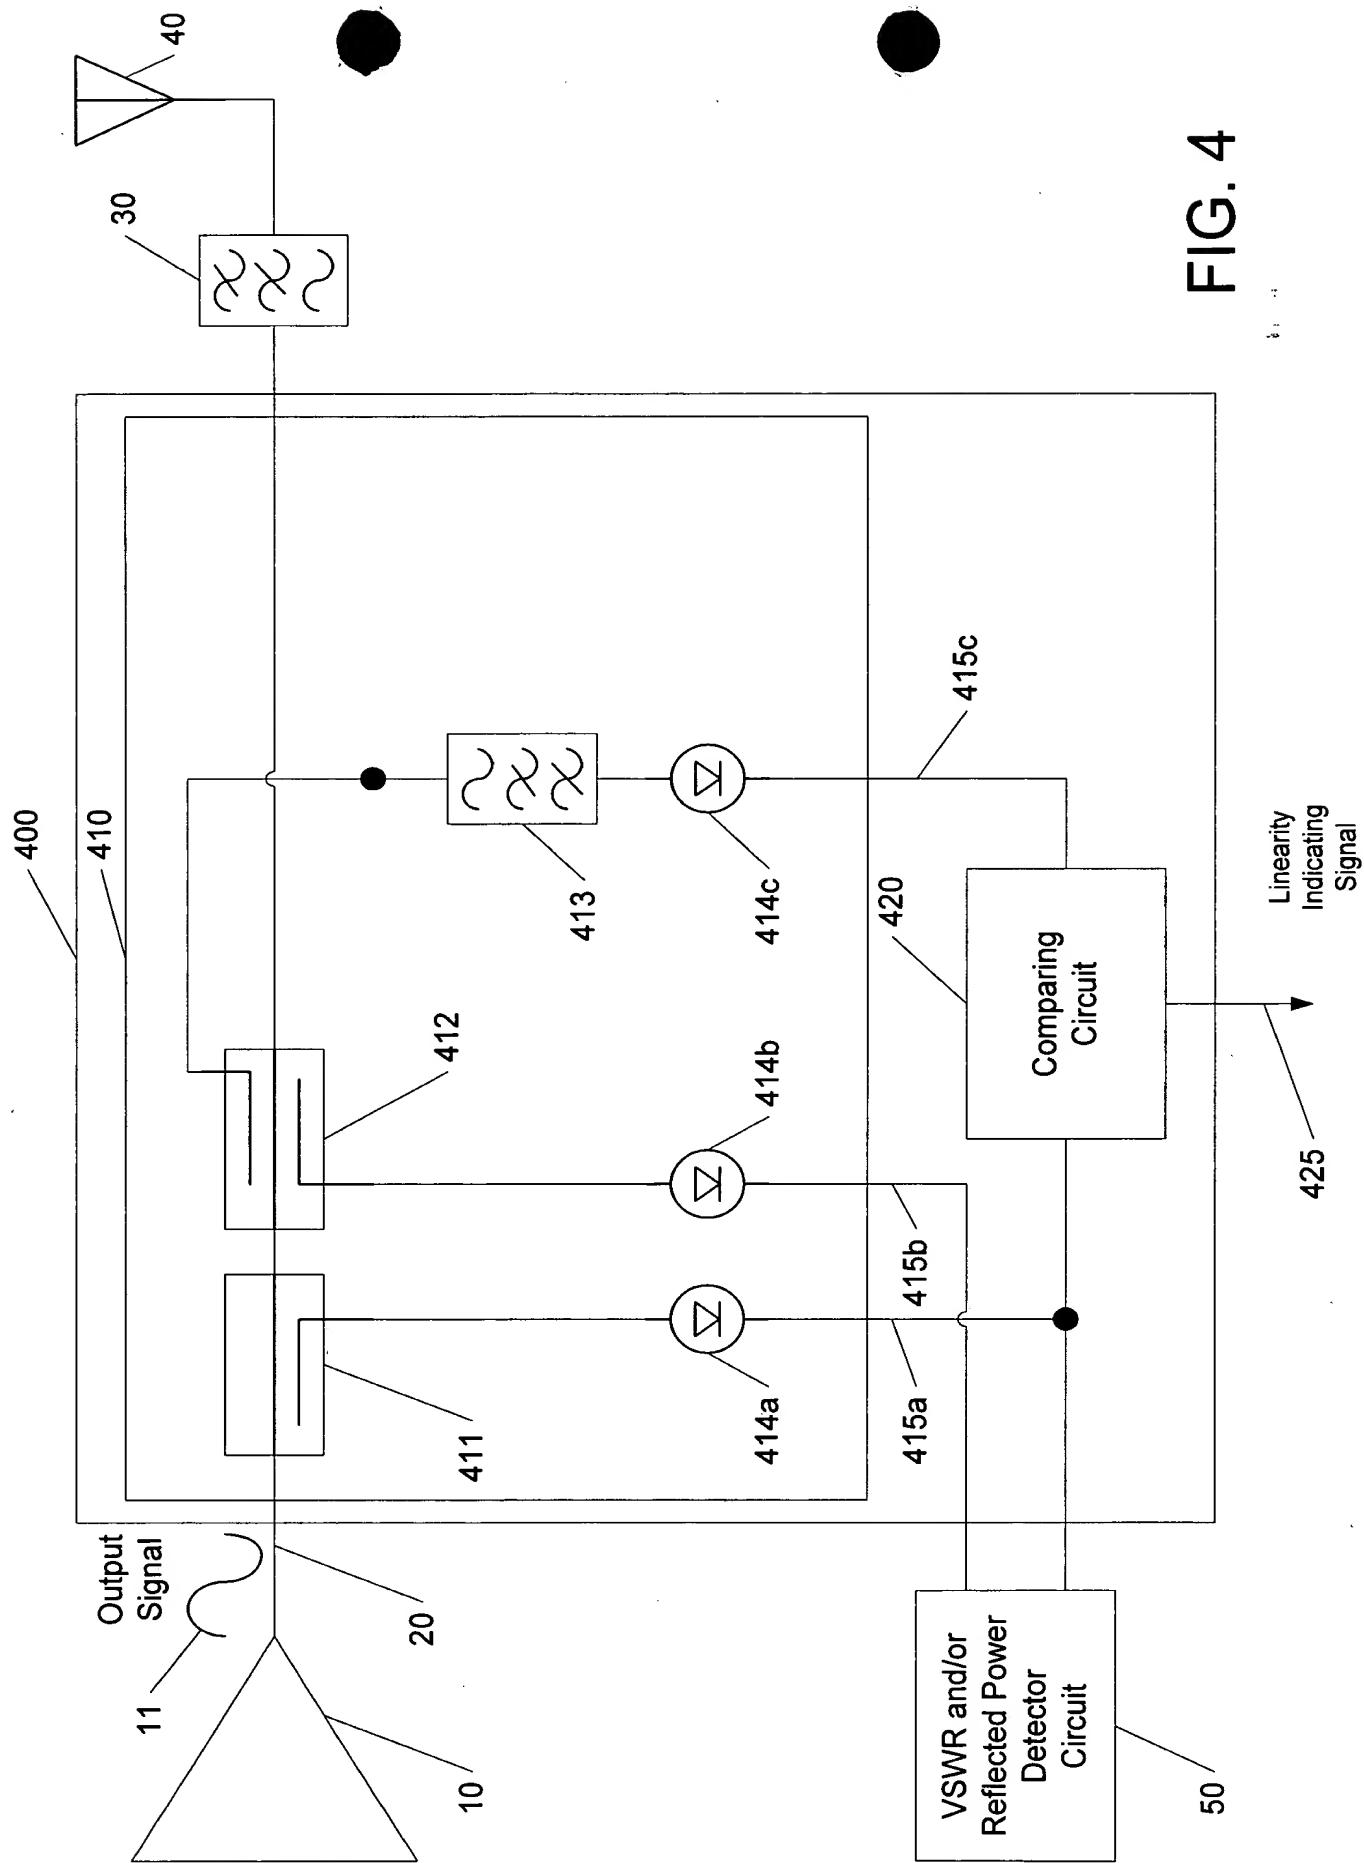 400
410
Output
Signal
11
20
10
411
412
413
414a
414b
414c
415a
415b
415c
420
Comparing
Circuit
425
Linearity
Indicating
Signal
30
40
VSWR and/or
Reflected Power
Detector
Circuit
50
FIG. 4